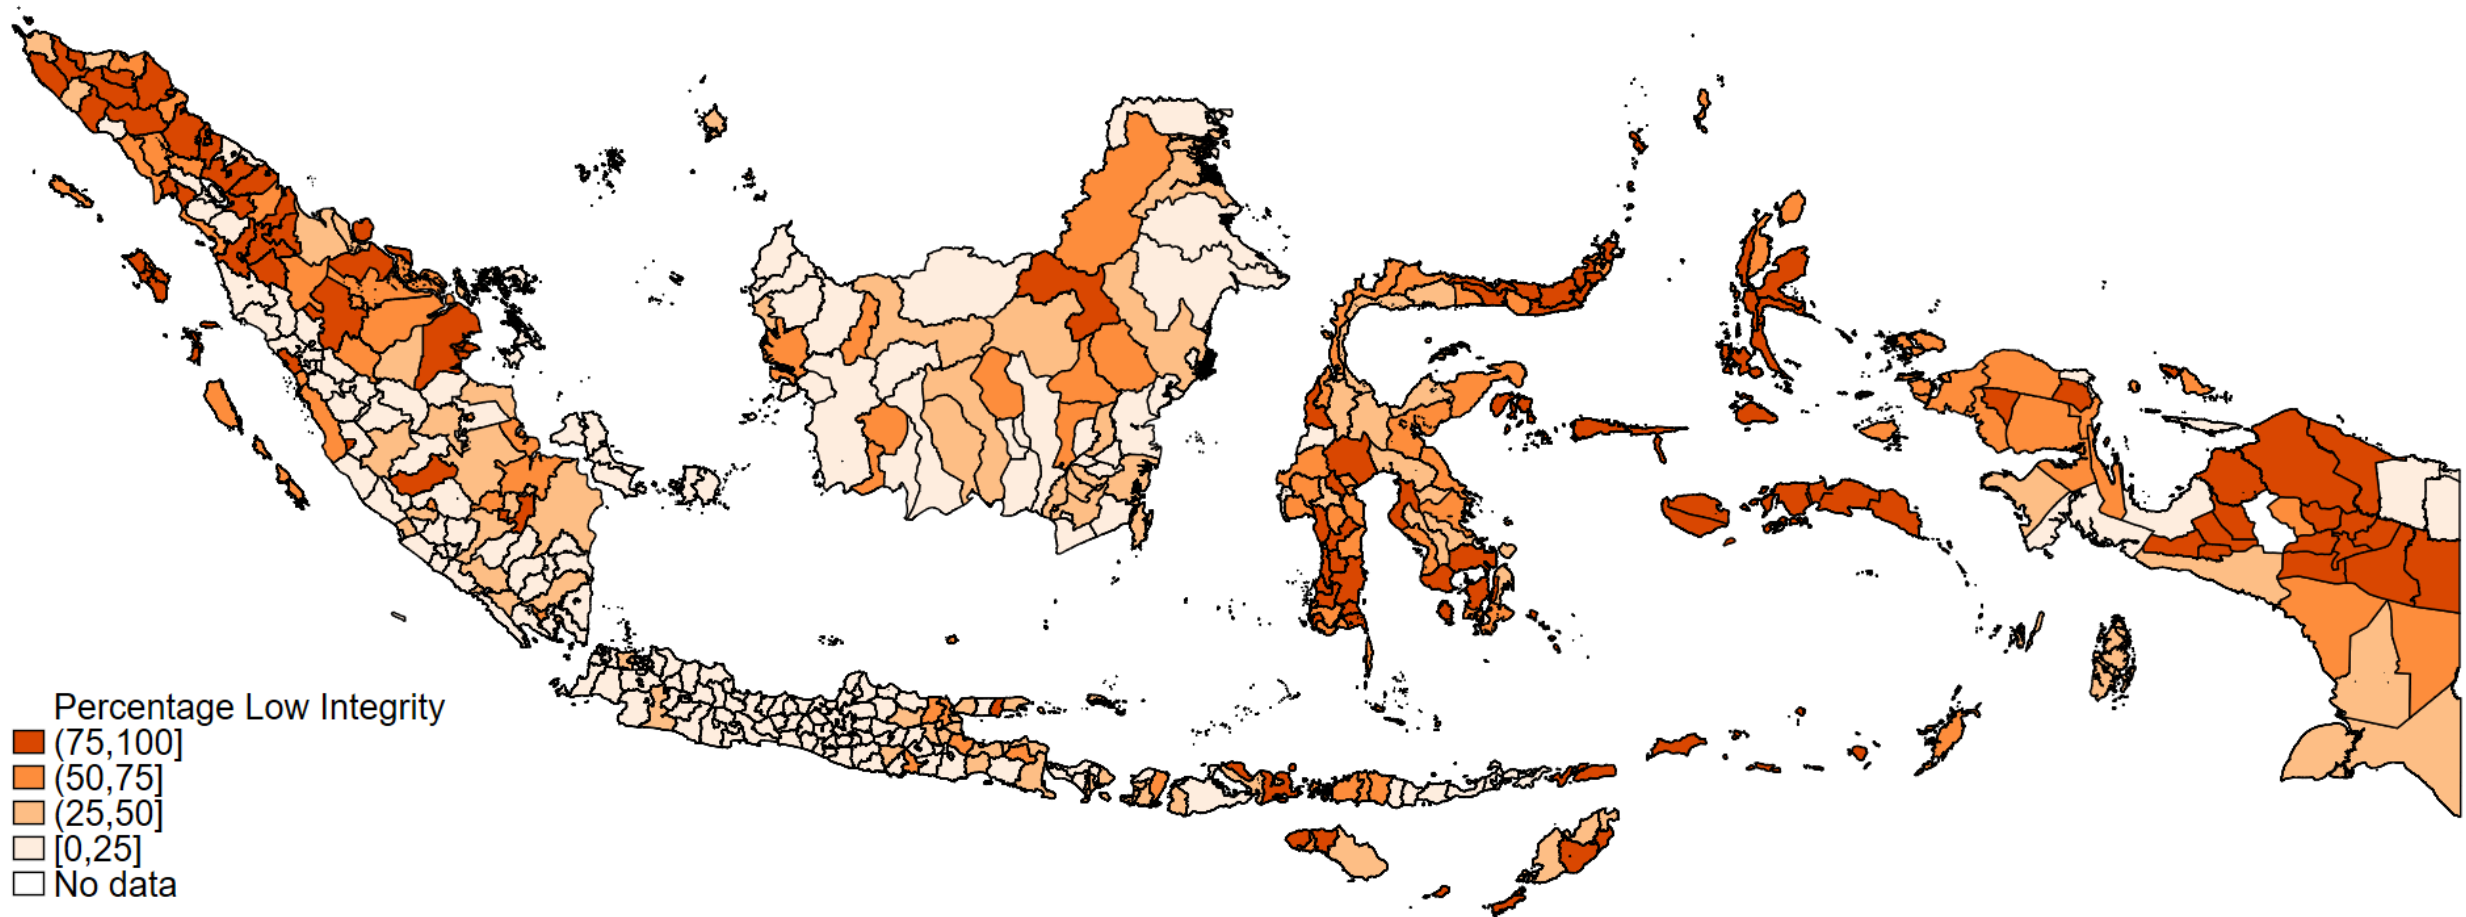 Percentage Low Integrity
(75,100]
(50,75]
(25,50]
[0,25]
No data